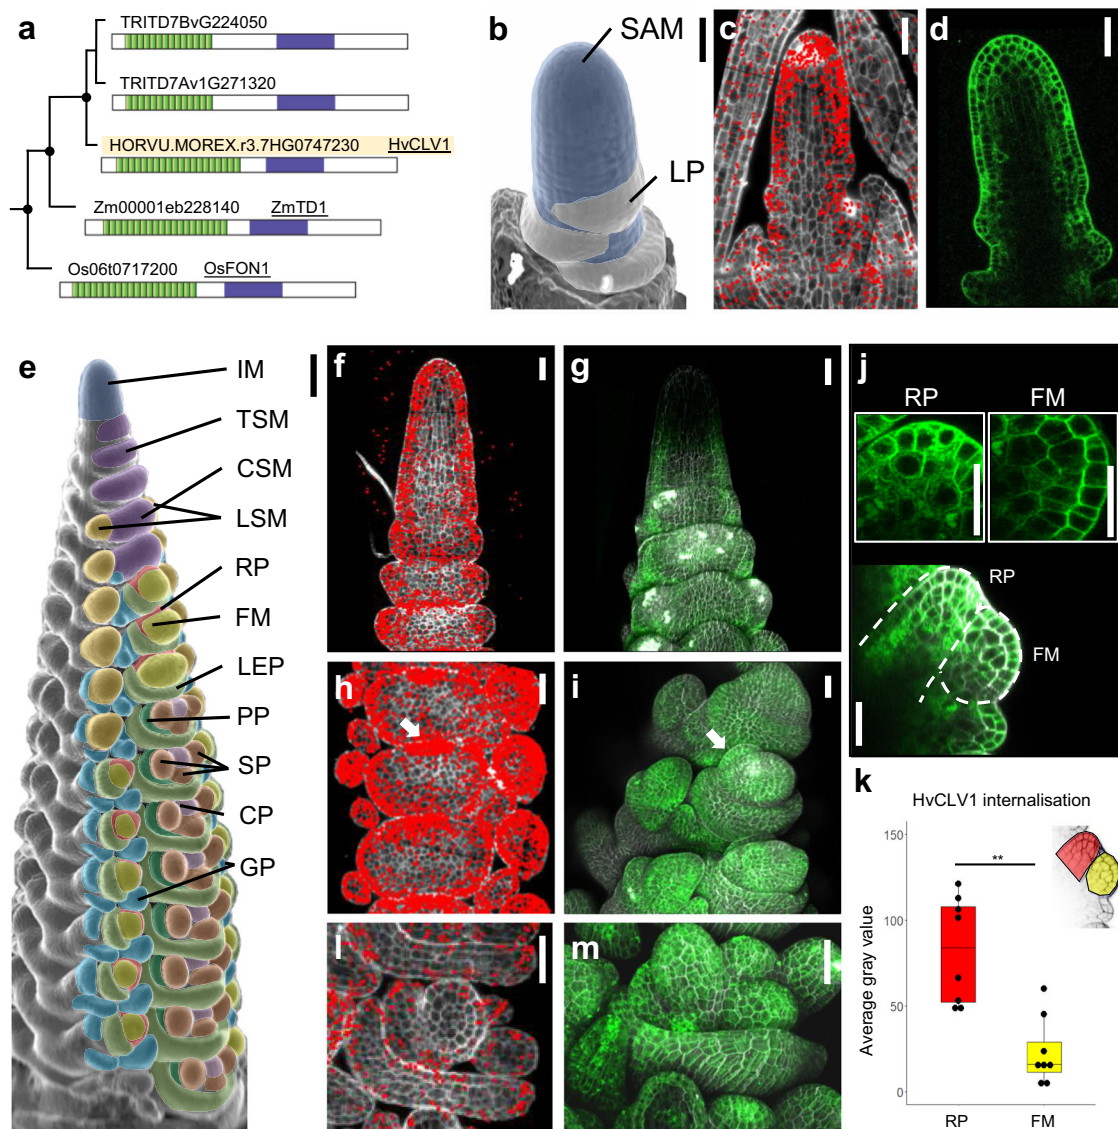 a
TRITD7BvG224050
TRITD7Av1G271320
HORVU.MOREX.r3.7HG0747230 HvCLV1
Zm00001eb228140 ZmTD1
Os06t0717200 OsFON1
b
SAM
LP
c
d
e
IM
TSM
CSM
LSM
RP
FM
LEP
PP
SP
CP
GP
f
g
h
i
j
RP FM
RP
FM
k
HvCLV1 internalisation
150
100
50
0
**
Average gray value
RP FM
l
m